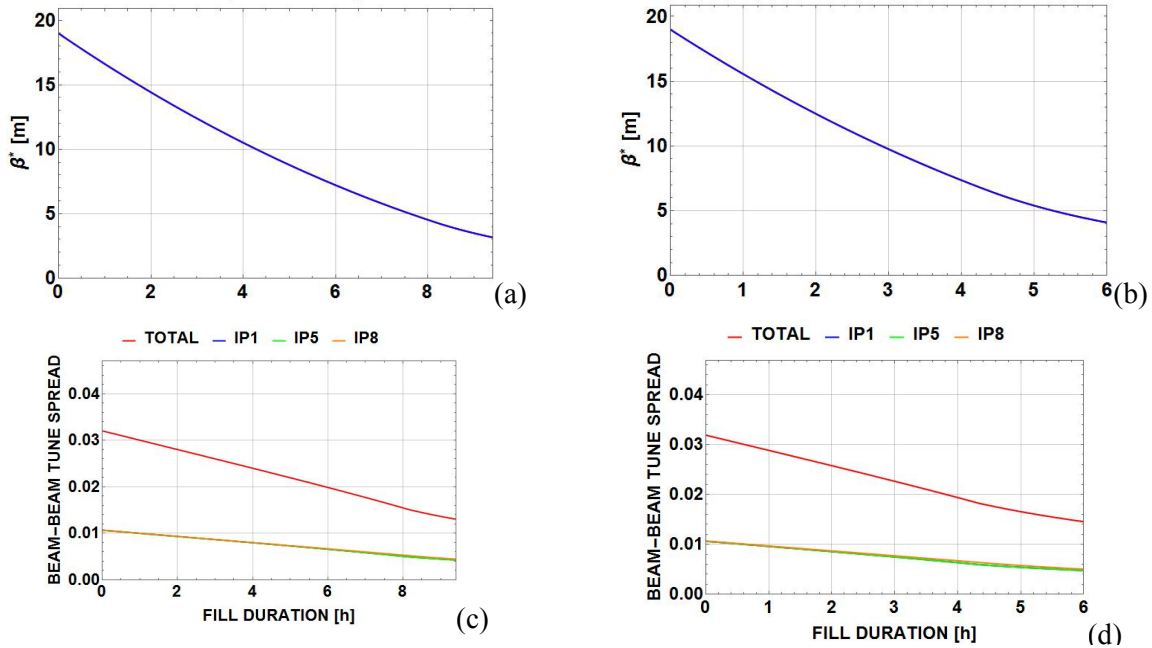 20
15
10
5
0
β* [m]
0 2 4 6 8
(a)
20
15
10
5
0
β* [m]
0 1 2 3 4 5 6
(b)
TOTAL IP1 IP5 IP8
BEAM-BEAM TUNE SPREAD
0.04
0.03
0.02
0.01
0.00
0 2 4 6 8
FILL DURATION [h]
(c)
TOTAL IP1 IP5 IP8
BEAM-BEAM TUNE SPREAD
0.04
0.03
0.02
0.01
0.00
0 1 2 3 4 5 6
FILL DURATION [h]
(d)